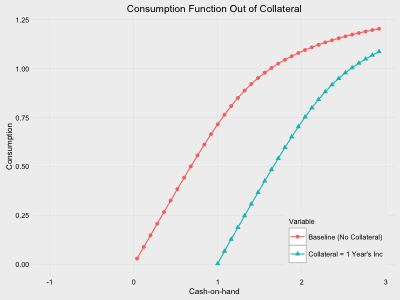 Consumption Function Out of Collateral
1.25
1.00
0.75
0.50
0.25
0.00
Consumption
-1
0
1
2
3
Cash-on-hand
Variable
Baseline (No Collateral)
Collateral = 1 Year's Inc